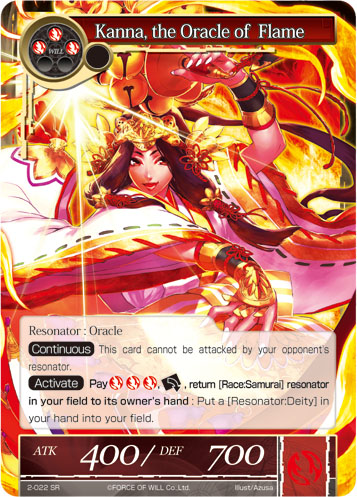 Kanna, the Oracle of Flame
WILL
Resonator : Oracle
Continuous This card cannot be attacked by your opponent's
resonator.
Activate Pay , return [Race:Samurai] resonator
in your field to its owner's hand : Put a [Resonator:Deity] in
your hand into your field.
ATK 400/ DEF 700
2-022 SR ©FORCE OF WILL Co.,Ltd. Illust/Azusa